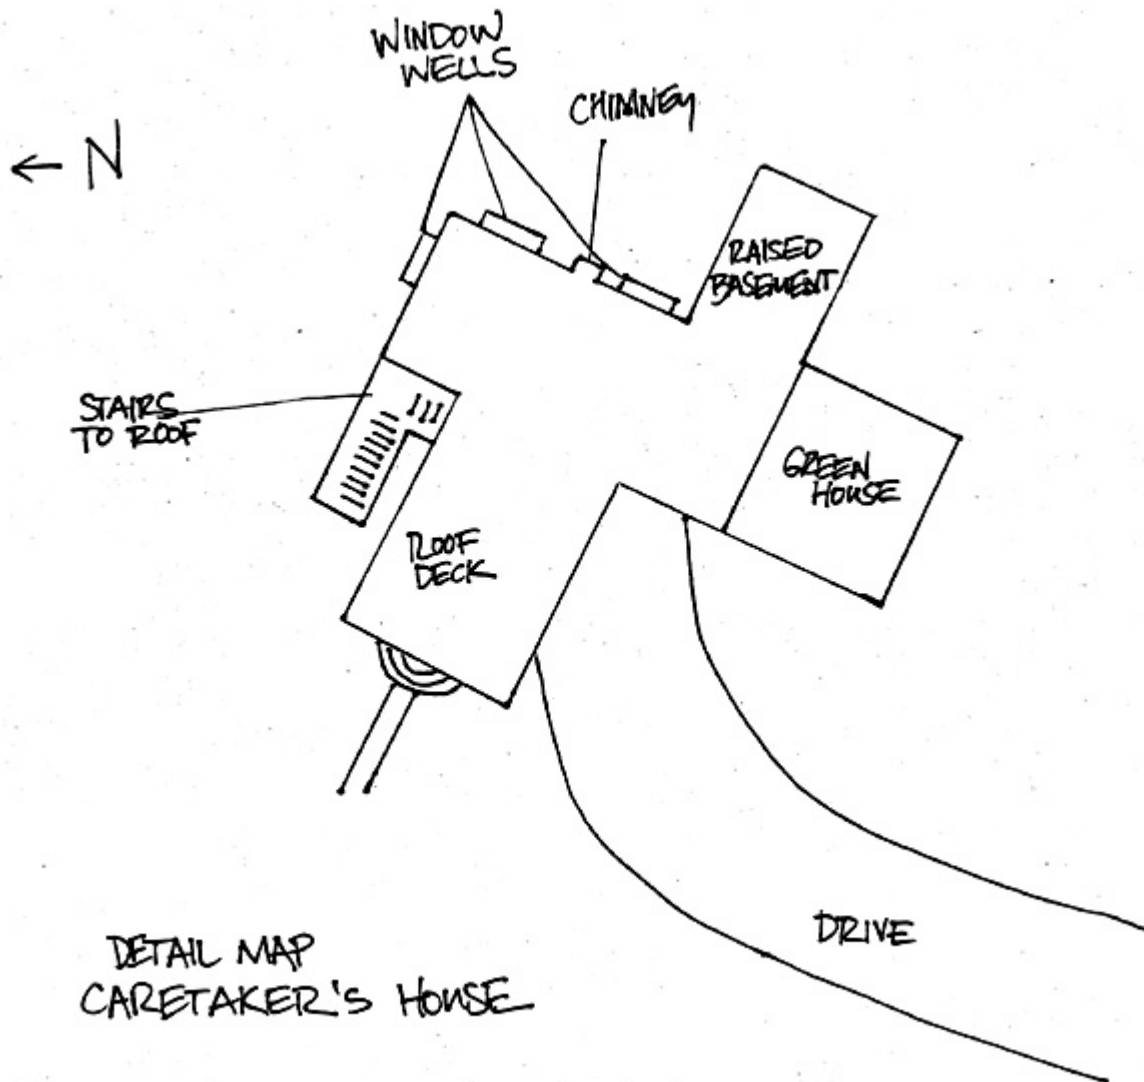 WINDOW
WELLS
CHIMNEY
← N
RAISED
BASEMENT
STAIRS
TO ROOF
GREEN
HOUSE
ROOF
DECK
DRIVE
DETAIL MAP
CARETAKER'S HOUSE